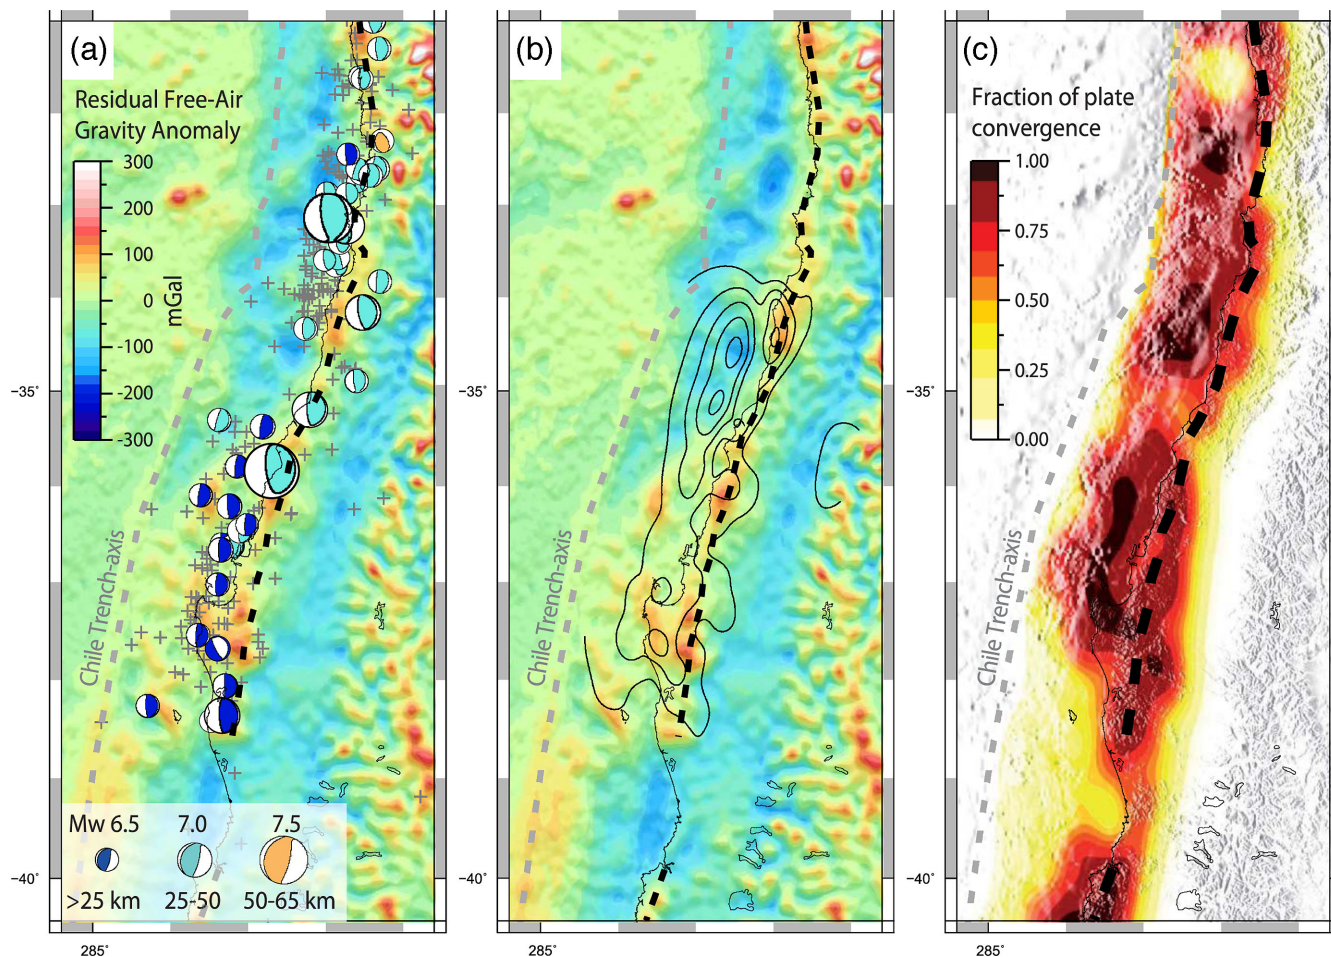 (a)
Residual Free-Air
Gravity Anomaly
300
200
100
0
-100
-200
-300
mGal
Chile Trench-axis
Mw 6.5
7.0
7.5
>25 km
25-50
50-65 km
−35°
−40°
285°
(b)
Chile Trench-axis
−35°
−40°
285°
(c)
Fraction of plate
convergence
1.00
0.75
0.50
0.25
0.00
Chile Trench-axis
−35°
−40°
285°